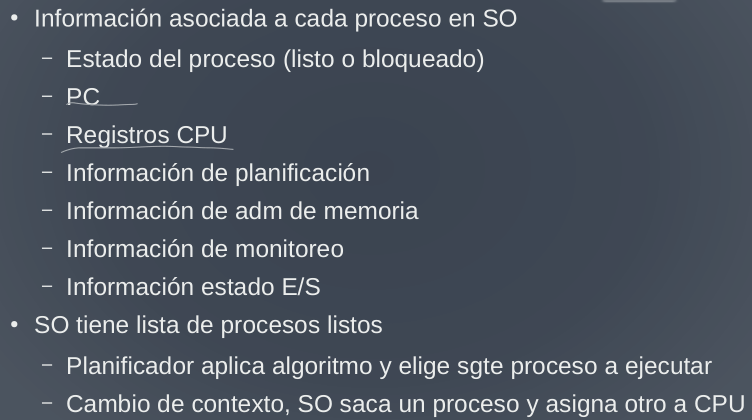 • Información asociada a cada proceso en SO
– Estado del proceso (listo o bloqueado)
– PC
– Registros CPU
– Información de planificación
– Información de adm de memoria
– Información de monitoreo
– Información estado E/S
• SO tiene lista de procesos listos
– Planificador aplica algoritmo y elige sgte proceso a ejecutar
– Cambio de contexto, SO saca un proceso y asigna otro a CPU